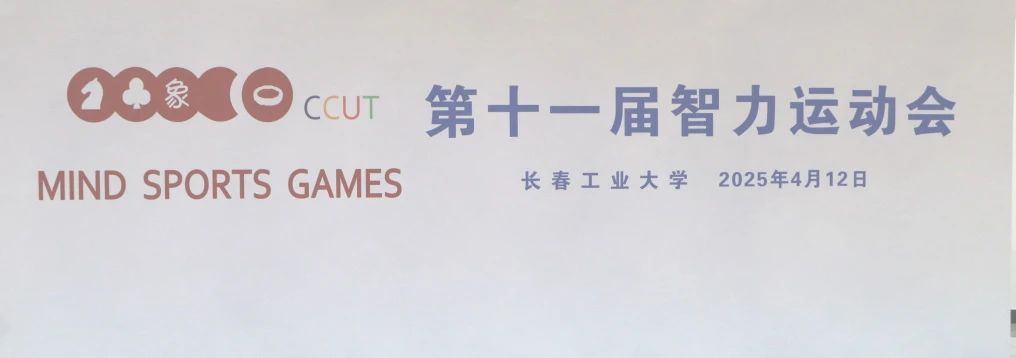 象 CCUT
MIND SPORTS GAMES
第十一届智力运动会
长春工业大学 2025年4月12日